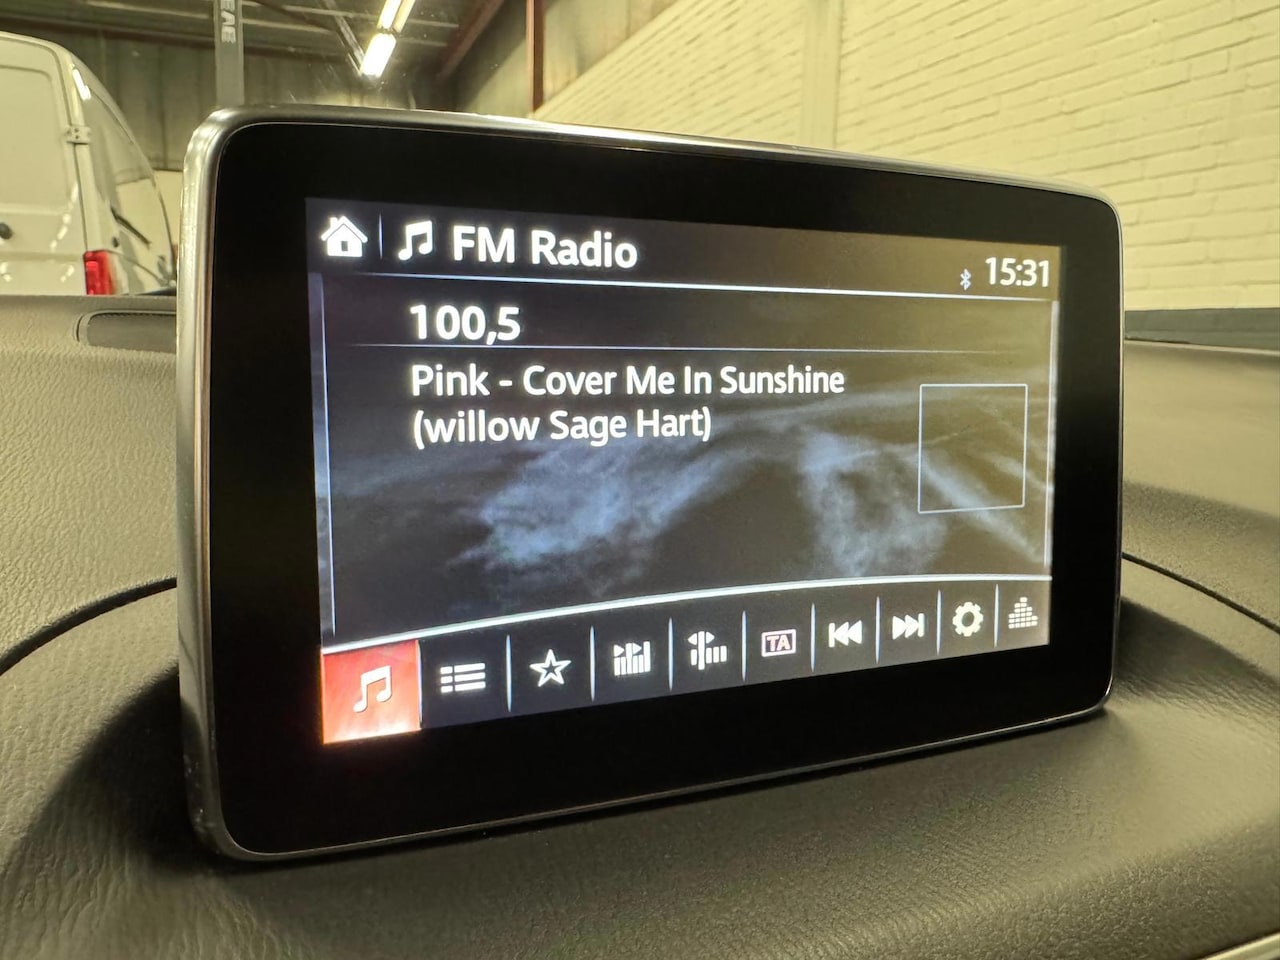 FM Radio
15:31
100,5
Pink - Cover Me In Sunshine
(willow Sage Hart)
TA